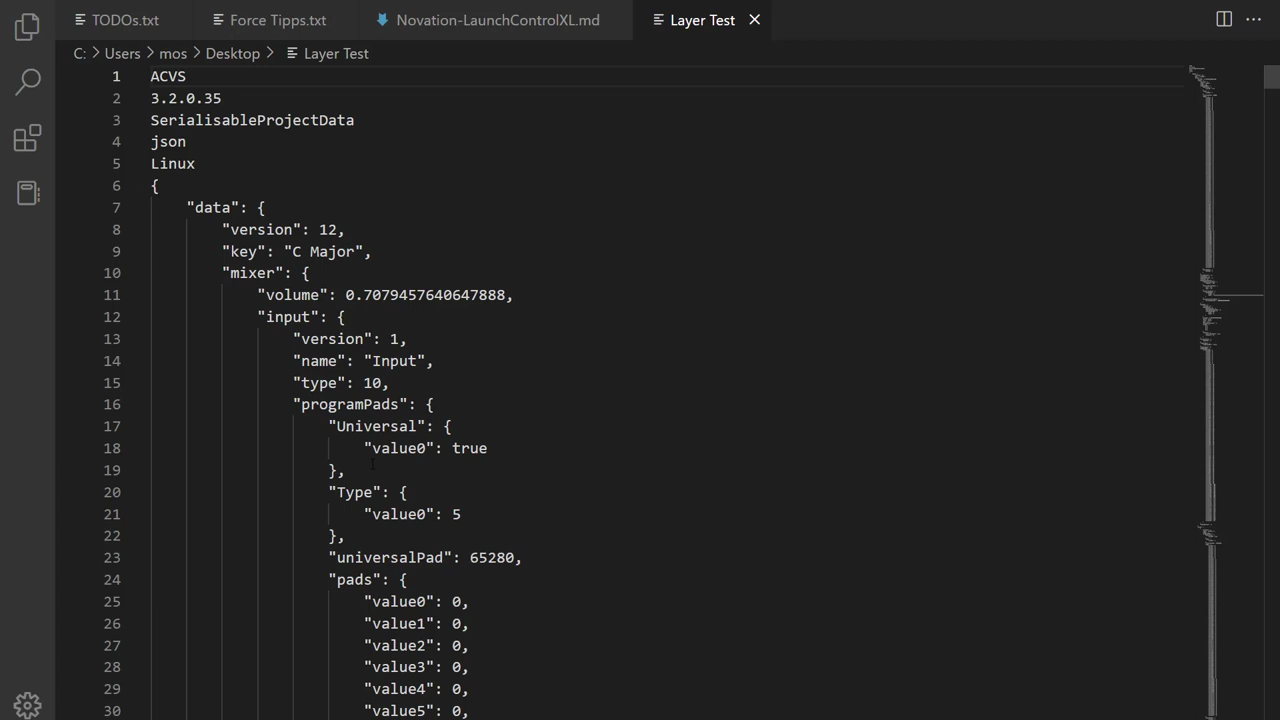 TODOs.txt Force Tipps.txt Novation-LaunchControlXL.md Layer Test
C: > Users > mos > Desktop > Layer Test
1 ACVS
2 3.2.0.35
3 SerialisableProjectData
4 json
5 Linux
6 {
7 "data": {
8 "version": 12,
9 "key": "C Major",
10 "mixer": {
11 "volume": 0.7079457640647888,
12 "input": {
13 "version": 1,
14 "name": "Input",
15 "type": 10,
16 "programPads": {
17 "Universal": {
18 "value0": true
19 },
20 "Type": {
21 "value0": 5
22 },
23 "universalPad": 65280,
24 "pads": {
25 "value0": 0,
26 "value1": 0,
27 "value2": 0,
28 "value3": 0,
29 "value4": 0,
30 "value5": 0,